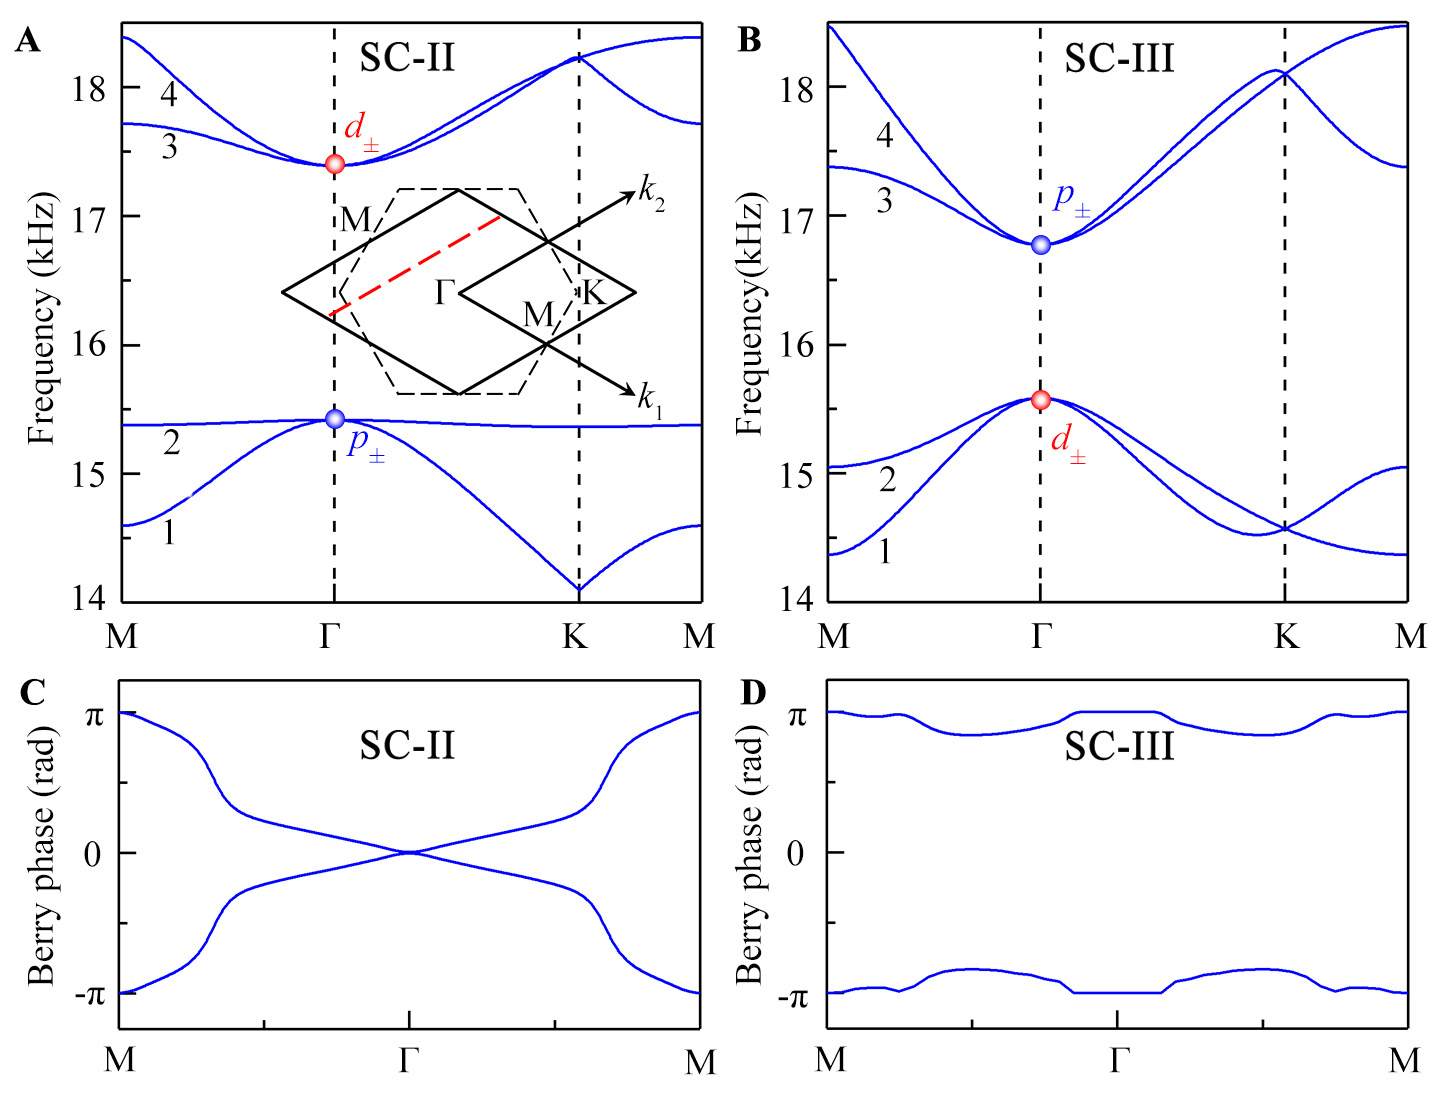 A
SC-II
Frequency (kHz)
18
17
16
15
14
4
3
2
1
d±
p±
M
Γ
M
K
k2
k1
M
Γ
K
M
B
SC-III
Frequency(kHz)
18
17
16
15
14
4
3
2
1
p±
d±
M
Γ
K
M
C
SC-II
Berry phase (rad)
π
0
-π
M
Γ
M
D
SC-III
Berry phase (rad)
π
0
-π
M
Γ
M